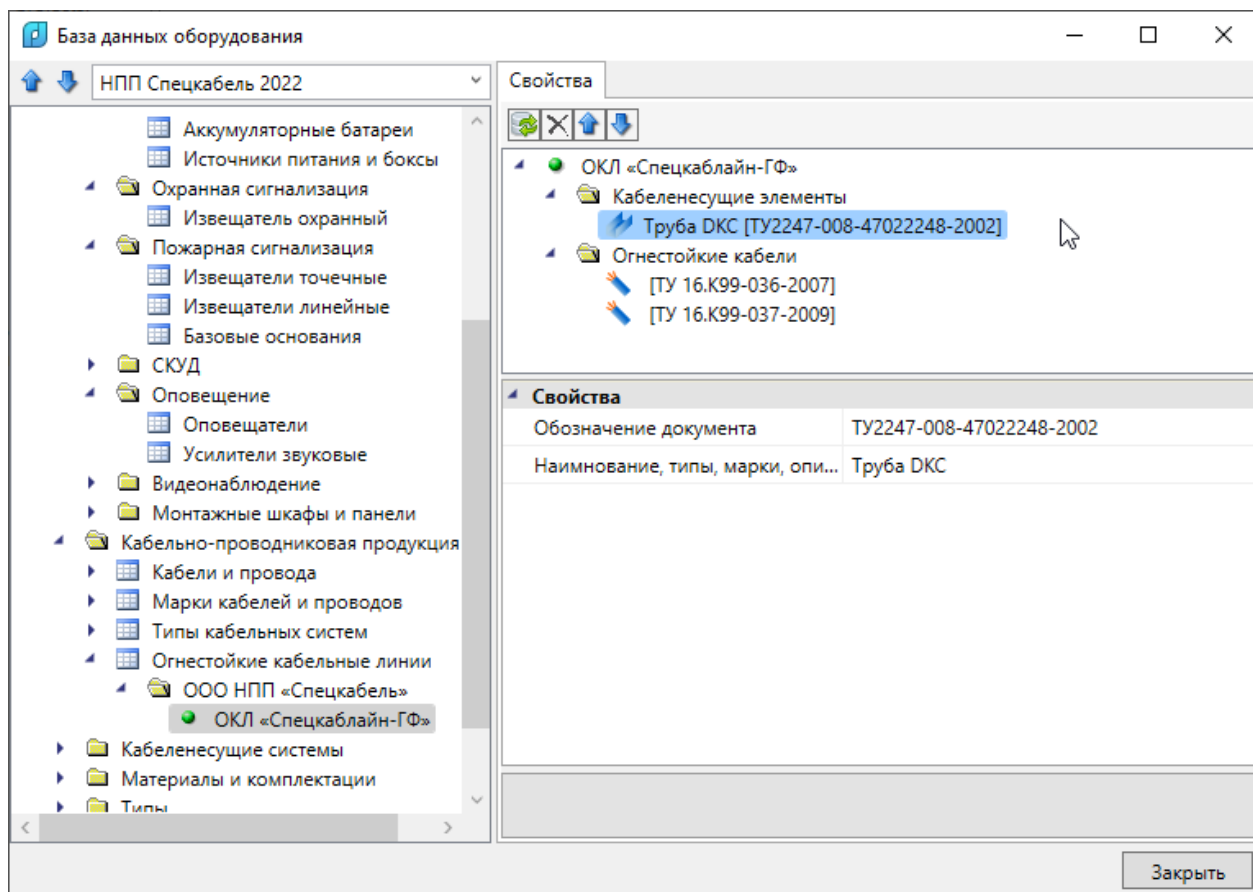 База данных оборудования
НПП Спецкабель 2022
Аккумуляторные батареи
Источники питания и боксы
Охранная сигнализация
Извещатель охранный
Пожарная сигнализация
Извещатели точечные
Извещатели линейные
Базовые основания
СКУД
Оповещение
Оповещатели
Усилители звуковые
Видеонаблюдение
Монтажные шкафы и панели
Кабельно-проводниковая продукция
Кабели и провода
Марки кабелей и проводов
Типы кабельных систем
Огнестойкие кабельные линии
ООО НПП «Спецкабель»
ОКЛ «Спецкаблайн-ГФ»
Кабеленесущие системы
Материалы и комплектации
Типы
Свойства
ОКЛ «Спецкаблайн-ГФ»
Кабеленесущие элементы
Труба DKC [ТУ2247-008-47022248-2002]
Огнестойкие кабели
[ТУ 16.К99-036-2007]
[ТУ 16.К99-037-2009]
Свойства
Обозначение документа ТУ2247-008-47022248-2002
Наимнование, типы, марки, опи... Труба DKC
Закрыть